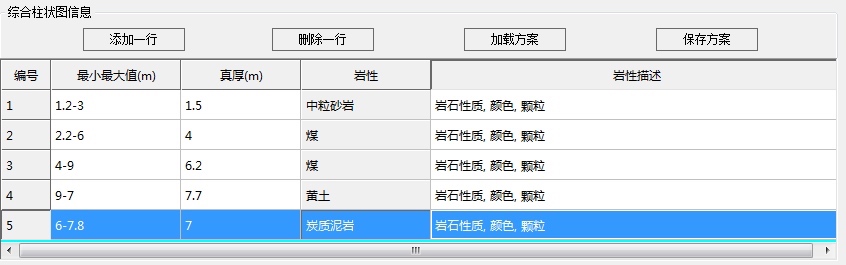 综合柱状图信息
添加一行 删除一行 加载方案 保存方案
编号 最小最大值(m) 真厚(m) 岩性 岩性描述
1 1.2-3 1.5 中粒砂岩 岩石性质, 颜色, 颗粒
2 2.2-6 4 煤 岩石性质, 颜色, 颗粒
3 4-9 6.2 煤 岩石性质, 颜色, 颗粒
4 9-7 7.7 黄土 岩石性质, 颜色, 颗粒
5 6-7.8 7 炭质泥岩 岩石性质, 颜色, 颗粒